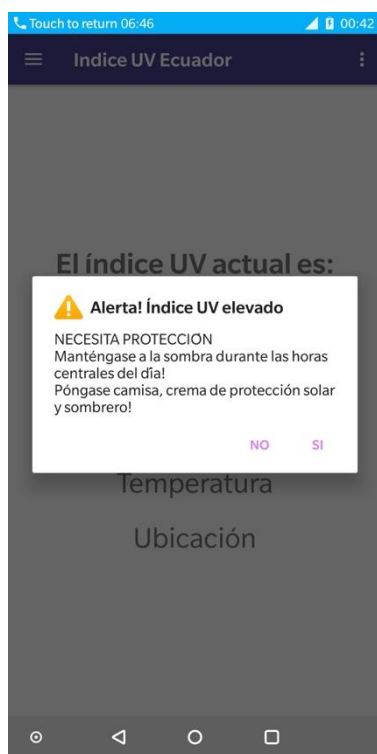 Touch to return 06:46 00:42
Indice UV Ecuador
El índice UV actual es:
Alerta! Índice UV elevado
NECESITA PROTECCIÓN
Manténgase a la sombra durante las horas
centrales del día!
Póngase camisa, crema de protección solar
y sombrero!
NO SI
Temperatura
Ubicación